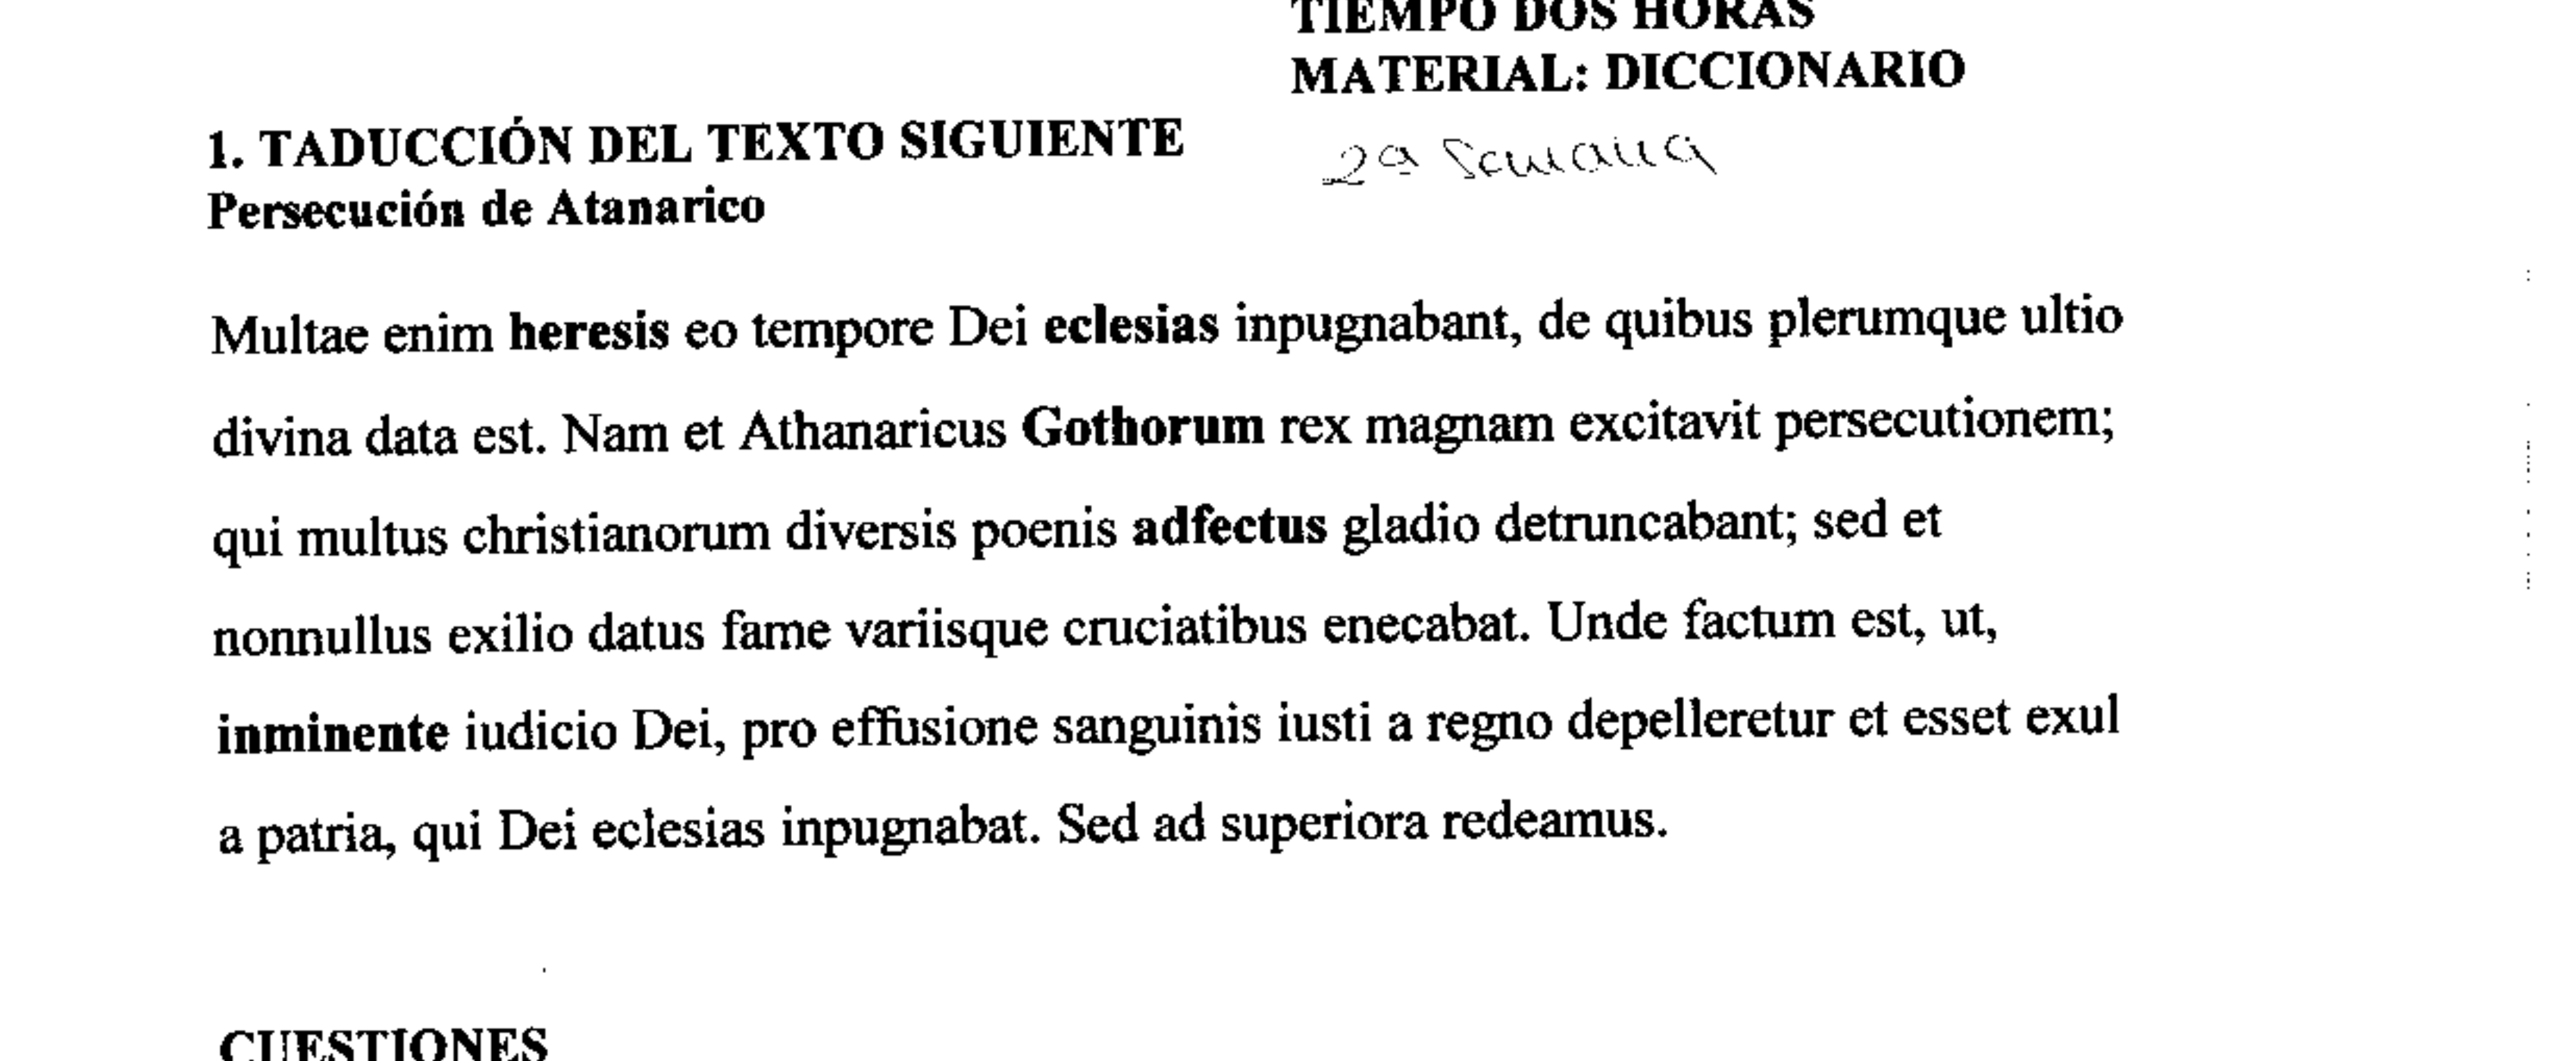 TIEMPO DOS HORAS
MATERIAL: DICCIONARIO
1. TADUCCIÓN DEL TEXTO SIGUIENTE
2ª Semana
Persecución de Atanarico
Multae enim heresis eo tempore Dei eclesias inpugnabant, de quibus plerumque ultio
divina data est. Nam et Athanaricus Gothorum rex magnam excitavit persecutionem;
qui multus christianorum diversis poenis adfectus gladio detruncabant; sed et
nonnullus exilio datus fame variisque cruciatibus enecabat. Unde factum est, ut,
inminente iudicio Dei, pro effusione sanguinis iusti a regno depelleretur et esset exul
a patria, qui Dei eclesias inpugnabat. Sed ad superiora redeamus.
CUESTIONES